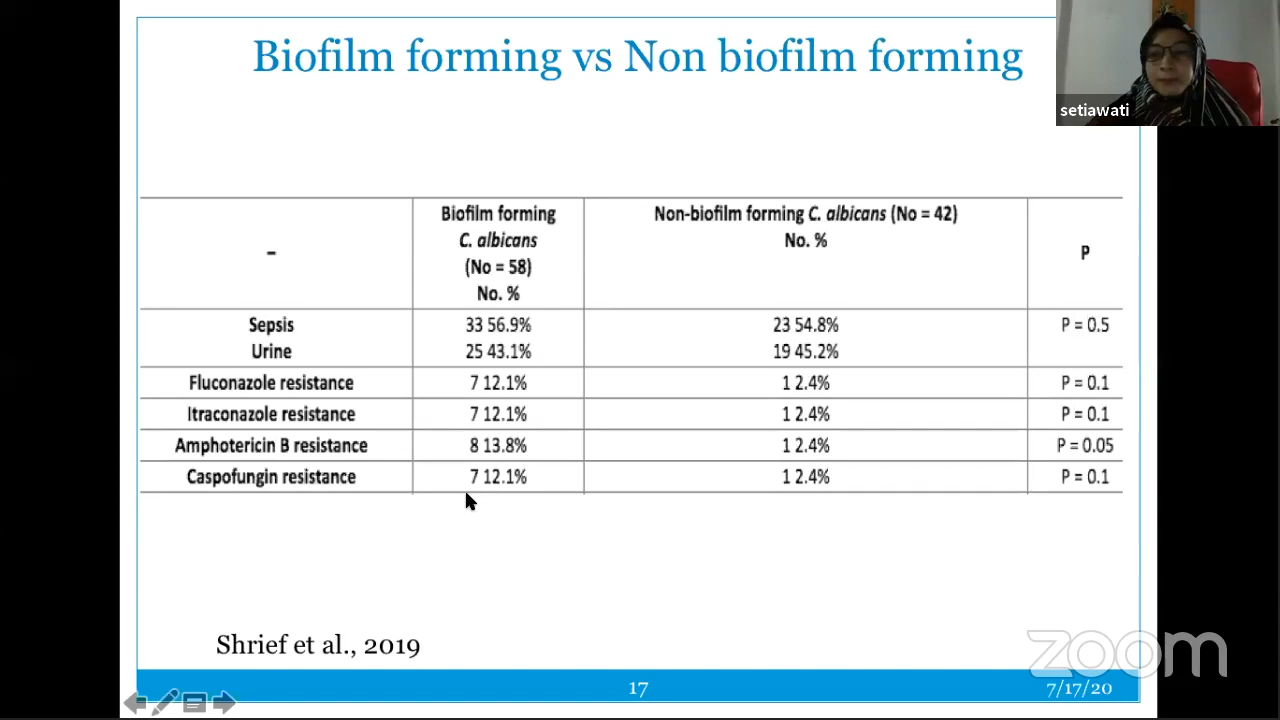 Biofilm forming vs Non biofilm forming
setiawati
–
Biofilm forming
C. albicans
(No = 58)
No. %
Non-biofilm forming C. albicans (No = 42)
No. %
P
Sepsis 33 56.9% 23 54.8% P = 0.5
Urine 25 43.1% 19 45.2%
Fluconazole resistance 7 12.1% 1 2.4% P = 0.1
Itraconazole resistance 7 12.1% 1 2.4% P = 0.1
Amphotericin B resistance 8 13.8% 1 2.4% P = 0.05
Caspofungin resistance 7 12.1% 1 2.4% P = 0.1
Shrief et al., 2019
zoom
17 7/17/20